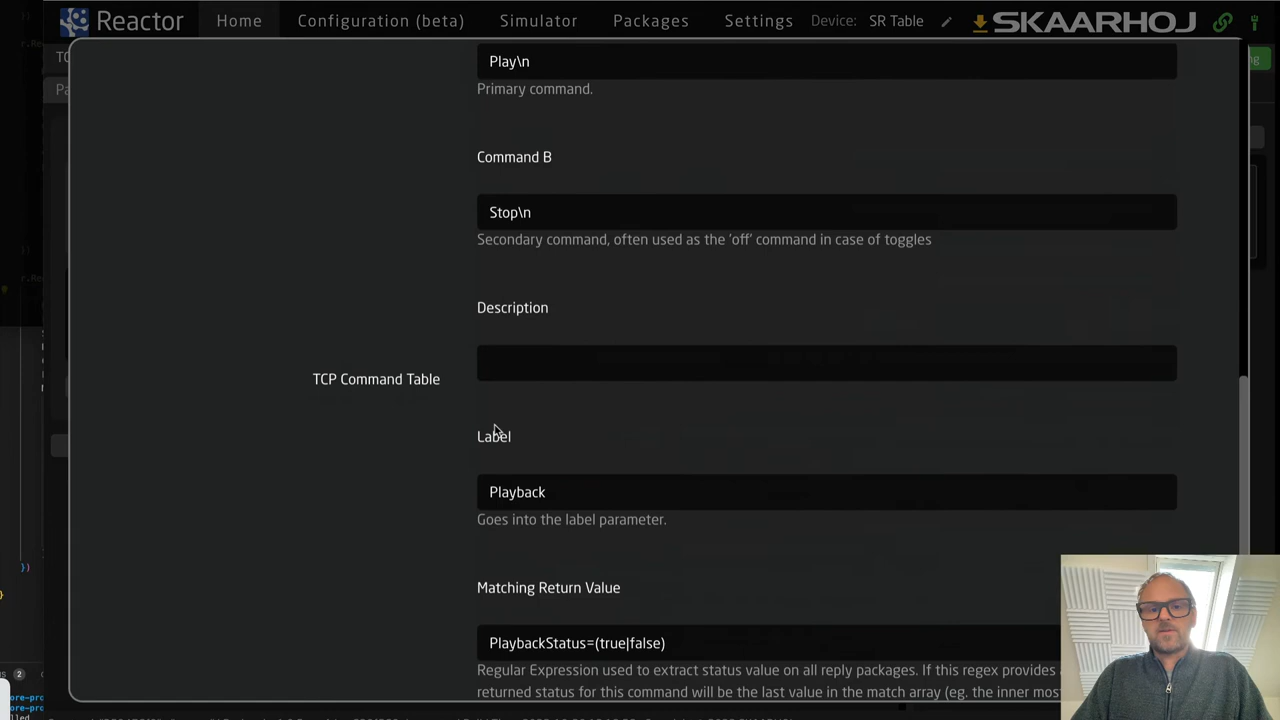 Reactor Home Configuration (beta) Simulator Packages Settings Device: SR Table SKAARHOJ
Play\n
Primary command.
Command B
Stop\n
Secondary command, often used as the 'off' command in case of toggles
Description
TCP Command Table
Label
Playback
Goes into the label parameter.
Matching Return Value
PlaybackStatus=(true|false)
Regular Expression used to extract status value on all reply packages. If this regex provides
returned status for this command will be the last value in the match array (eg. the inner most